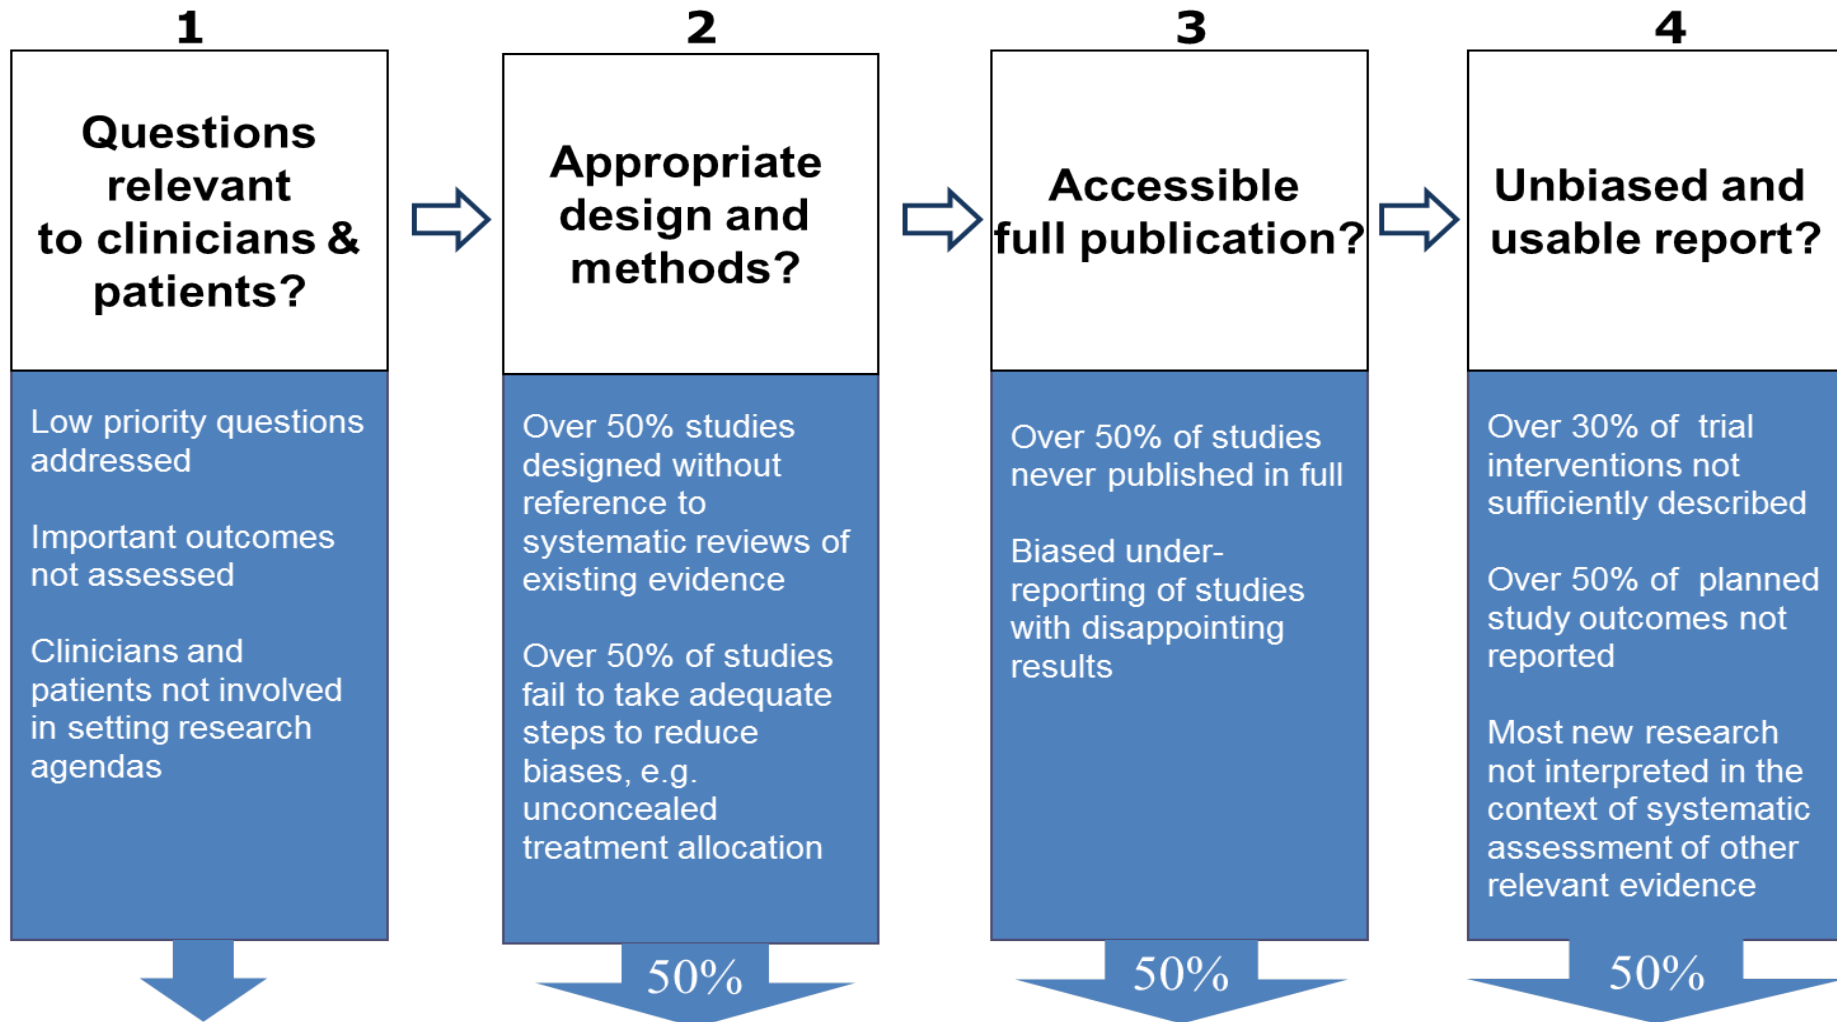 1
Questions
relevant
to clinicians &
patients?
Low priority questions
addressed
Important outcomes
not assessed
Clinicians and
patients not involved
in setting research
agendas
2
Appropriate
design and
methods?
Over 50% studies
designed without
reference to
systematic reviews of
existing evidence
Over 50% of studies
fail to take adequate
steps to reduce
biases, e.g.
unconcealed
treatment allocation
50%
3
Accessible
full publication?
Over 50% of studies
never published in full
Biased under-
reporting of studies
with disappointing
results
50%
4
Unbiased and
usable report?
Over 30% of trial
interventions not
sufficiently described
Over 50% of planned
study outcomes not
reported
Most new research
not interpreted in the
context of systematic
assessment of other
relevant evidence
50%